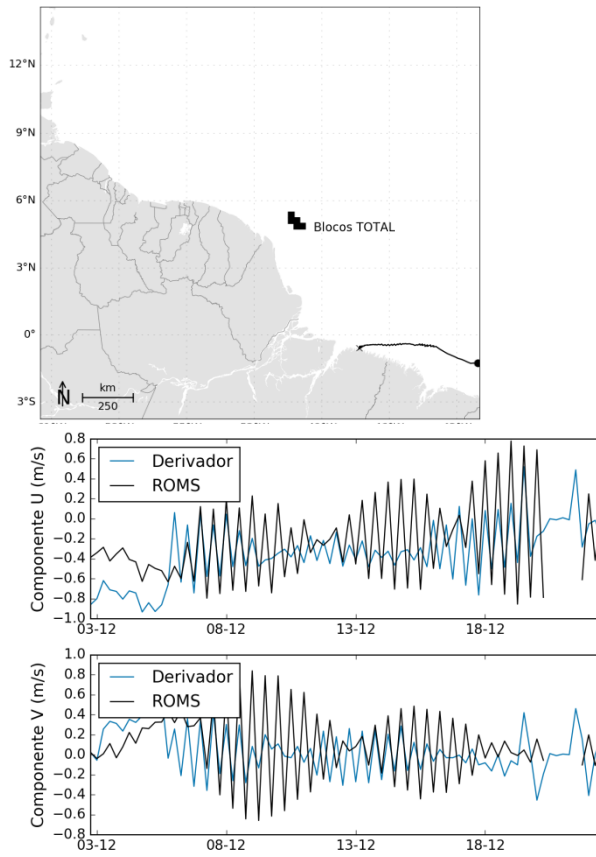 12°N
9°N
6°N
Blocos TOTAL
3°N
0°
N
km
250
3°S
0.8
0.6
0.4
0.2
0.0
−0.2
−0.4
−0.6
−0.8
−1.0
Componente U (m/s)
Derivador
ROMS
03-12 08-12 13-12 18-12
1.0
0.8
0.6
0.4
0.2
0.0
−0.2
−0.4
−0.6
−0.8
Componente V (m/s)
Derivador
ROMS
03-12 08-12 13-12 18-12